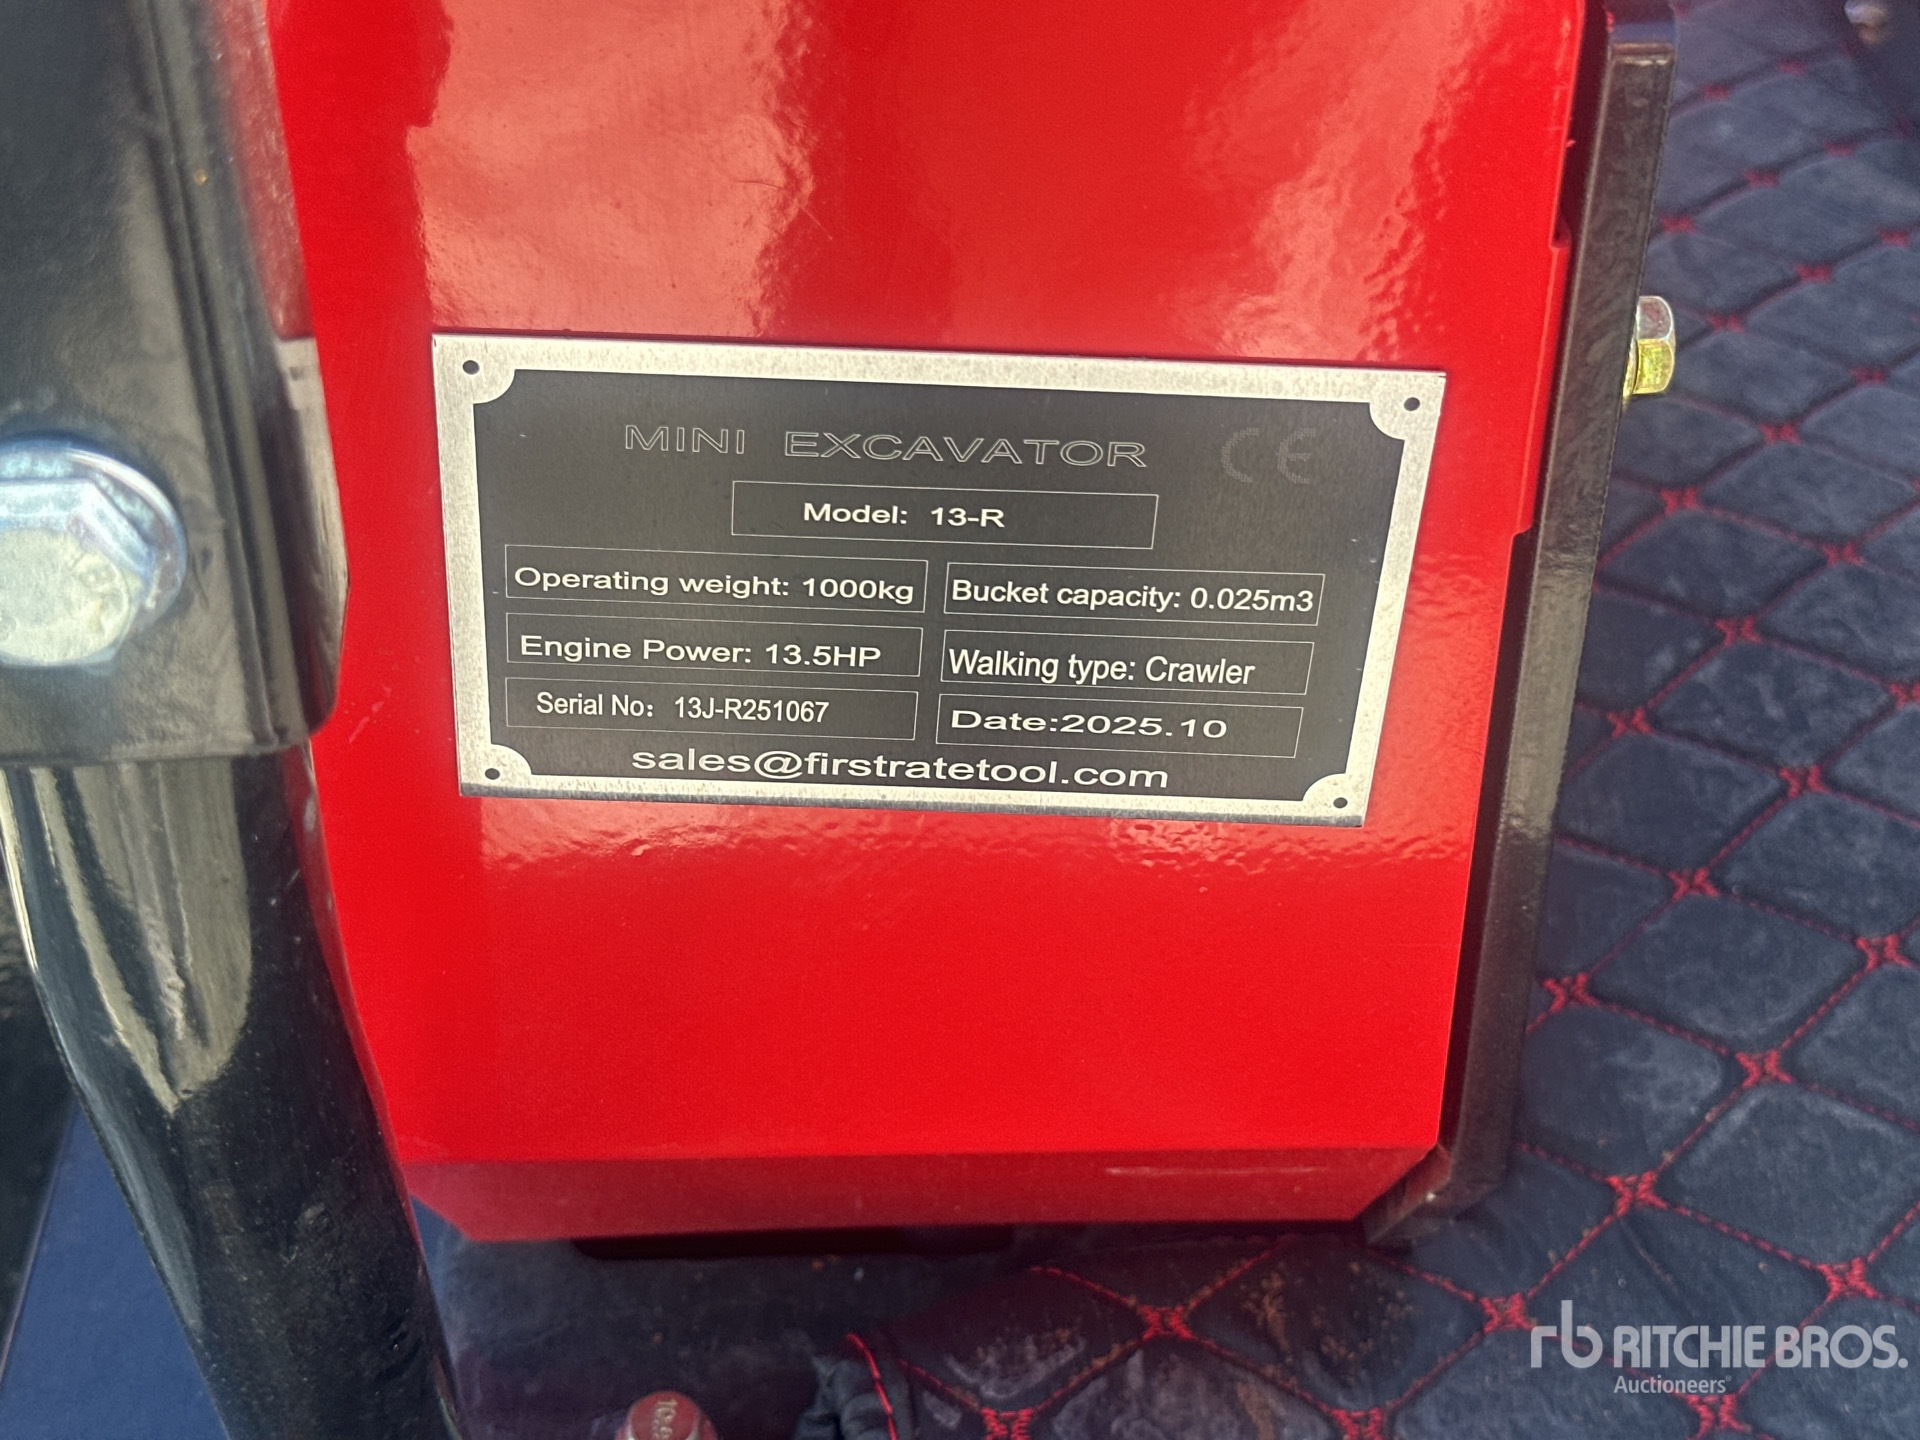 MINI EXCAVATOR CE
Model: 13-R
Operating weight: 1000kg Bucket capacity: 0.025m3
Engine Power: 13.5HP Walking type: Crawler
Serial No: 13J-R251067 Date:2025.10
sales@firstratetool.com
rb RITCHIE BROS.
Auctioneers